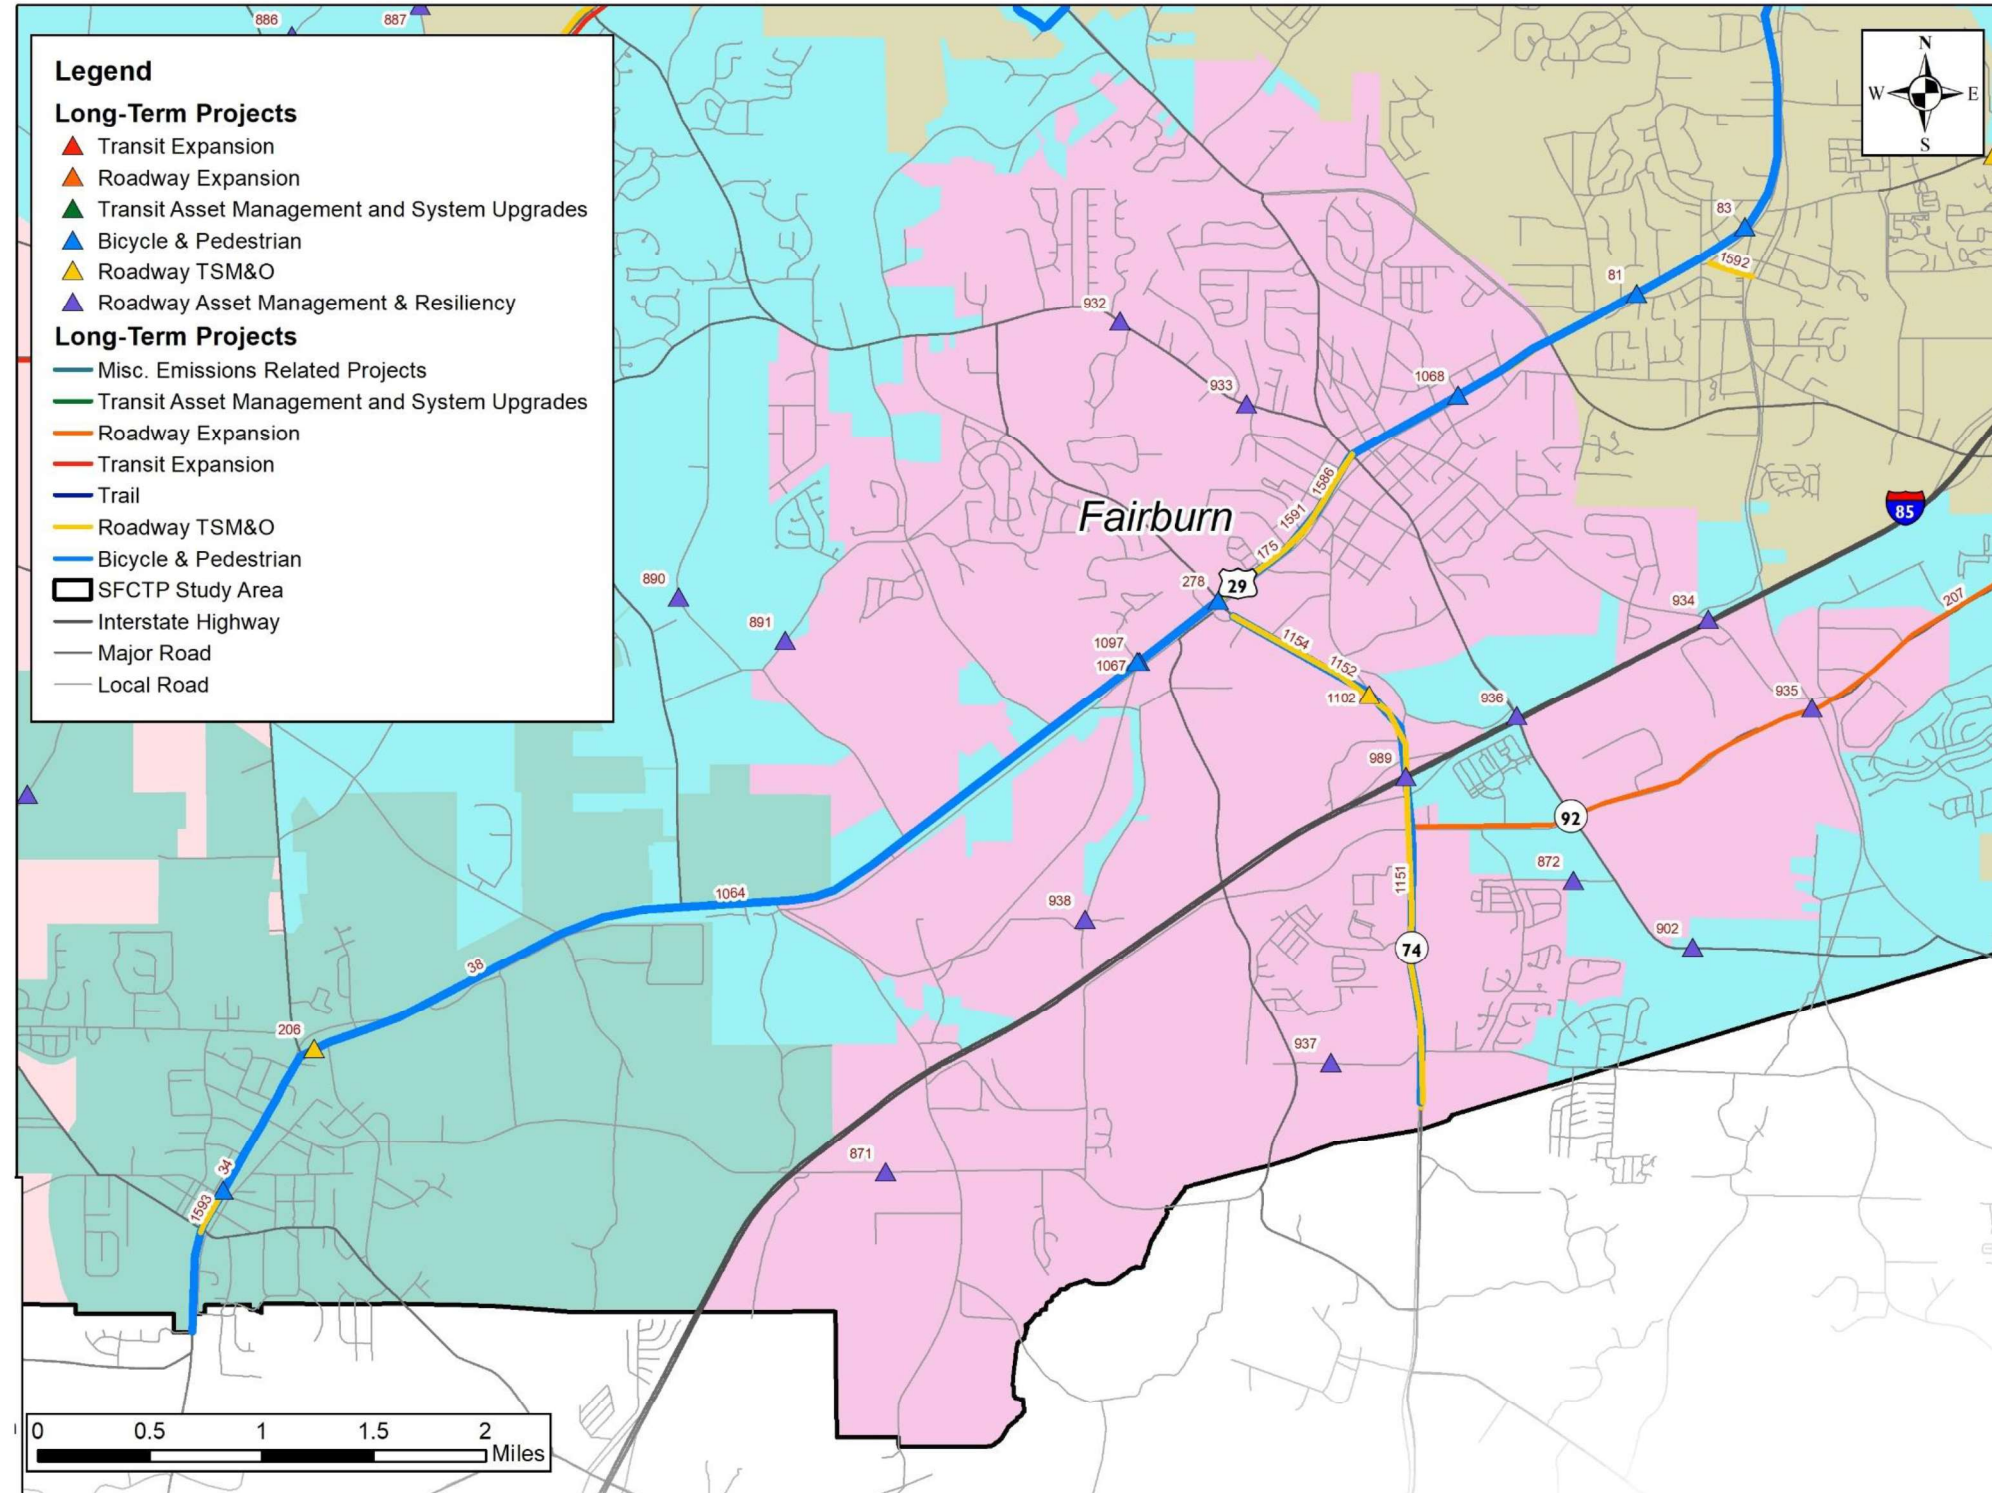 886
887
Legend
Long-Term Projects
Transit Expansion
Roadway Expansion
Transit Asset Management and System Upgrades
Bicycle & Pedestrian
Roadway TSM&O
Roadway Asset Management & Resiliency
Long-Term Projects
Misc. Emissions Related Projects
Transit Asset Management and System Upgrades
Roadway Expansion
Transit Expansion
Trail
Roadway TSM&O
Bicycle & Pedestrian
SFCTP Study Area
Interstate Highway
Major Road
Local Road
N
W E
S
83
1592
81
932
933
1068
1586
1591
175
Fairburn
85
278
29
890
891
934
207
1097
1067
1154
1152
1102
936
935
989
92
872
1151
1064
938
902
74
38
206
937
871
34
1593
0 0.5 1 1.5 2
Miles